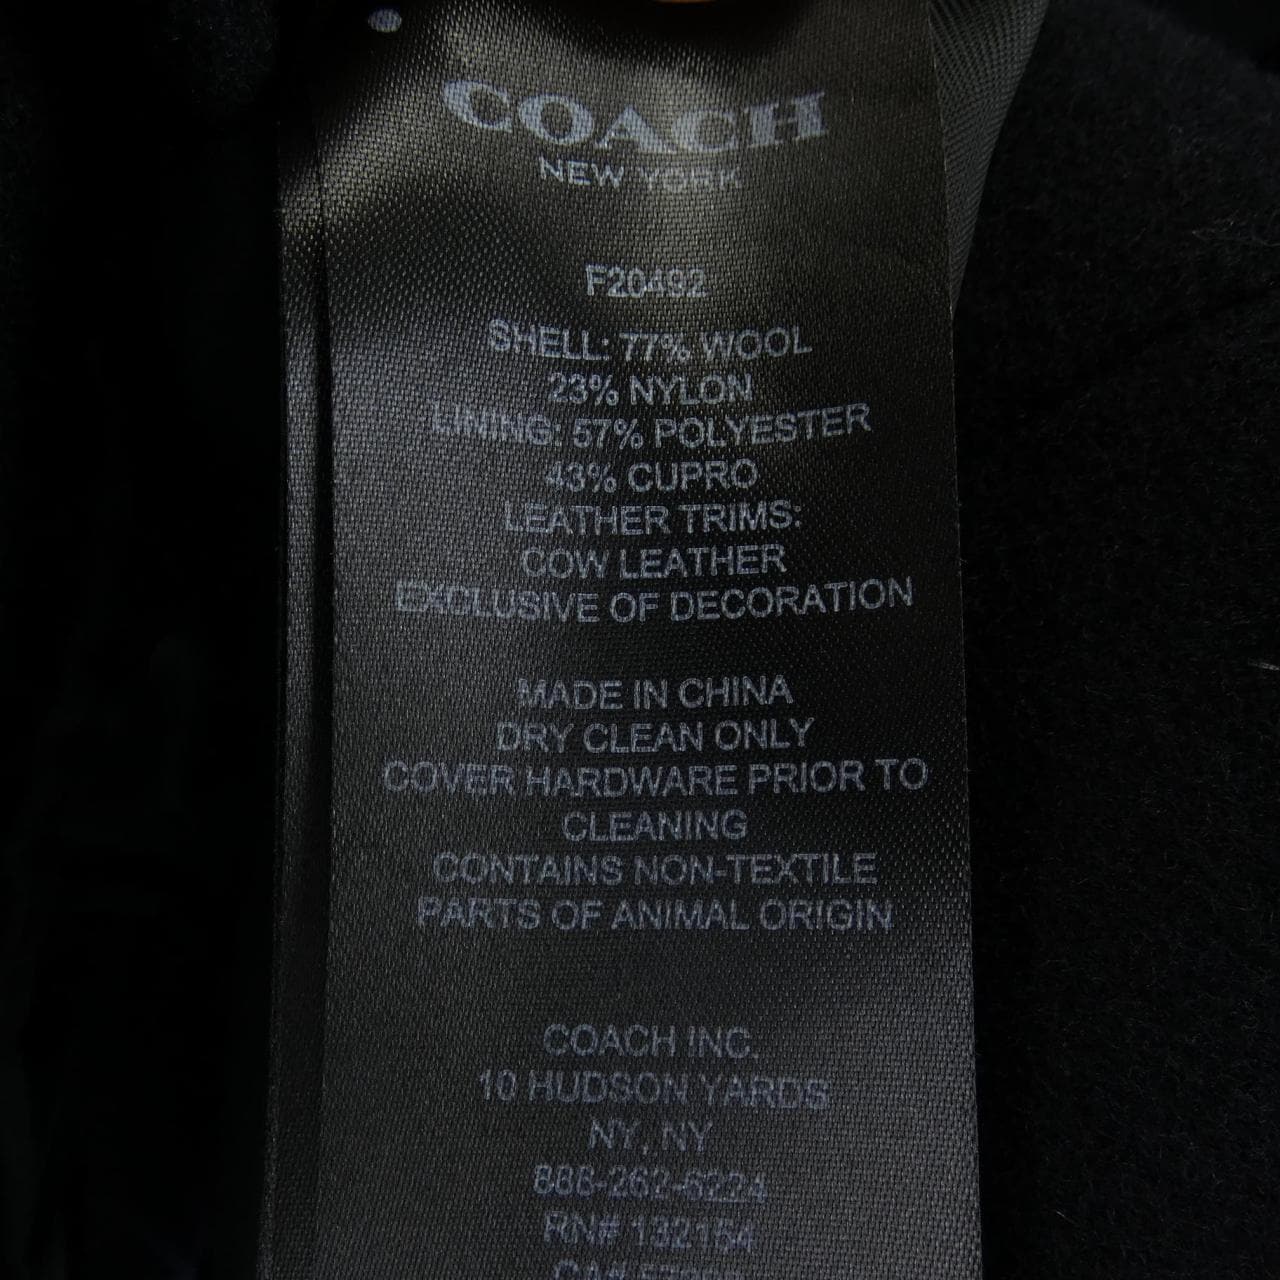 COACH
NEW YORK
F20492
SHELL: 77% WOOL
23% NYLON
LINING: 57% POLYESTER
43% CUPRO
LEATHER TRIMS:
COW LEATHER
EXCLUSIVE OF DECORATION
MADE IN CHINA
DRY CLEAN ONLY
COVER HARDWARE PRIOR TO
CLEANING
CONTAINS NON-TEXTILE
PARTS OF ANIMAL ORIGIN
COACH INC.
10 HUDSON YARDS
NY, NY
888-262-6224
RN# 132154